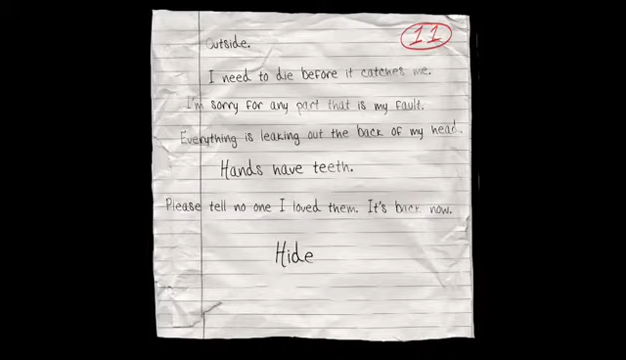 Outside.
11
I need to die before it catches me.
I'm sorry for any part that is my fault.
Everything is leaking out the back of my head.
Hands have teeth.
Please tell no one I loved them. It's back now.
Hide